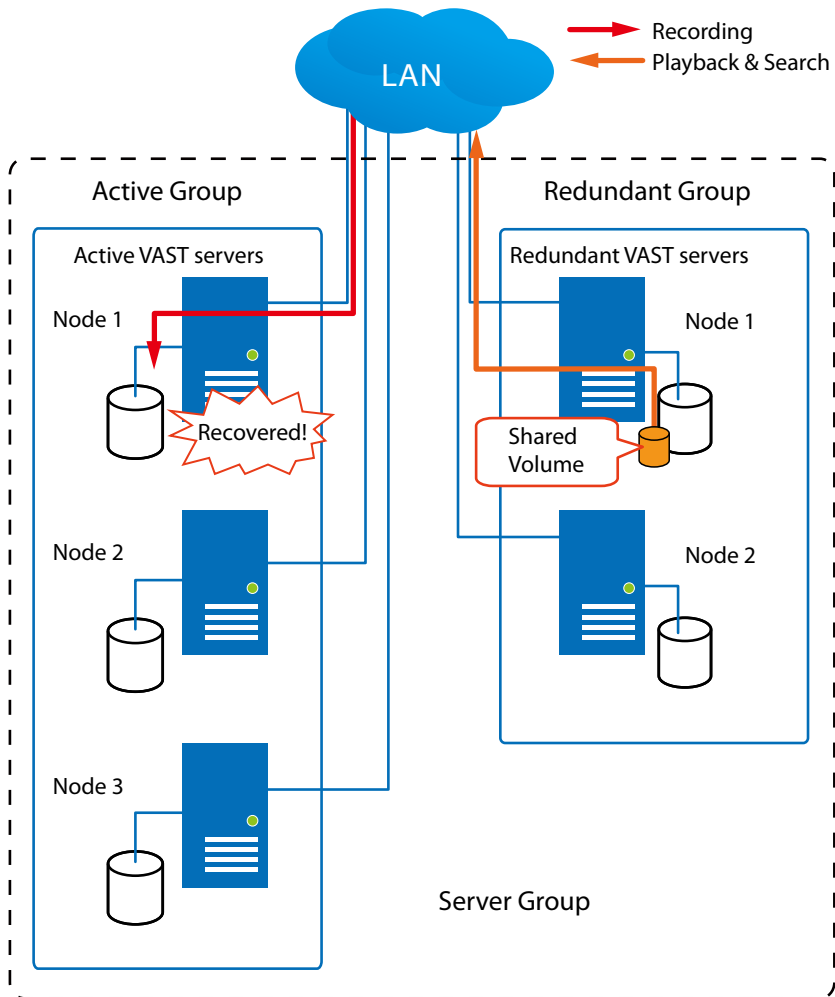 Recording
Playback & Search
LAN
Active Group
Redundant Group
Active VAST servers
Redundant VAST servers
Node 1
Node 1
Recovered!
Shared
Volume
Node 2
Node 2
Node 3
Server Group